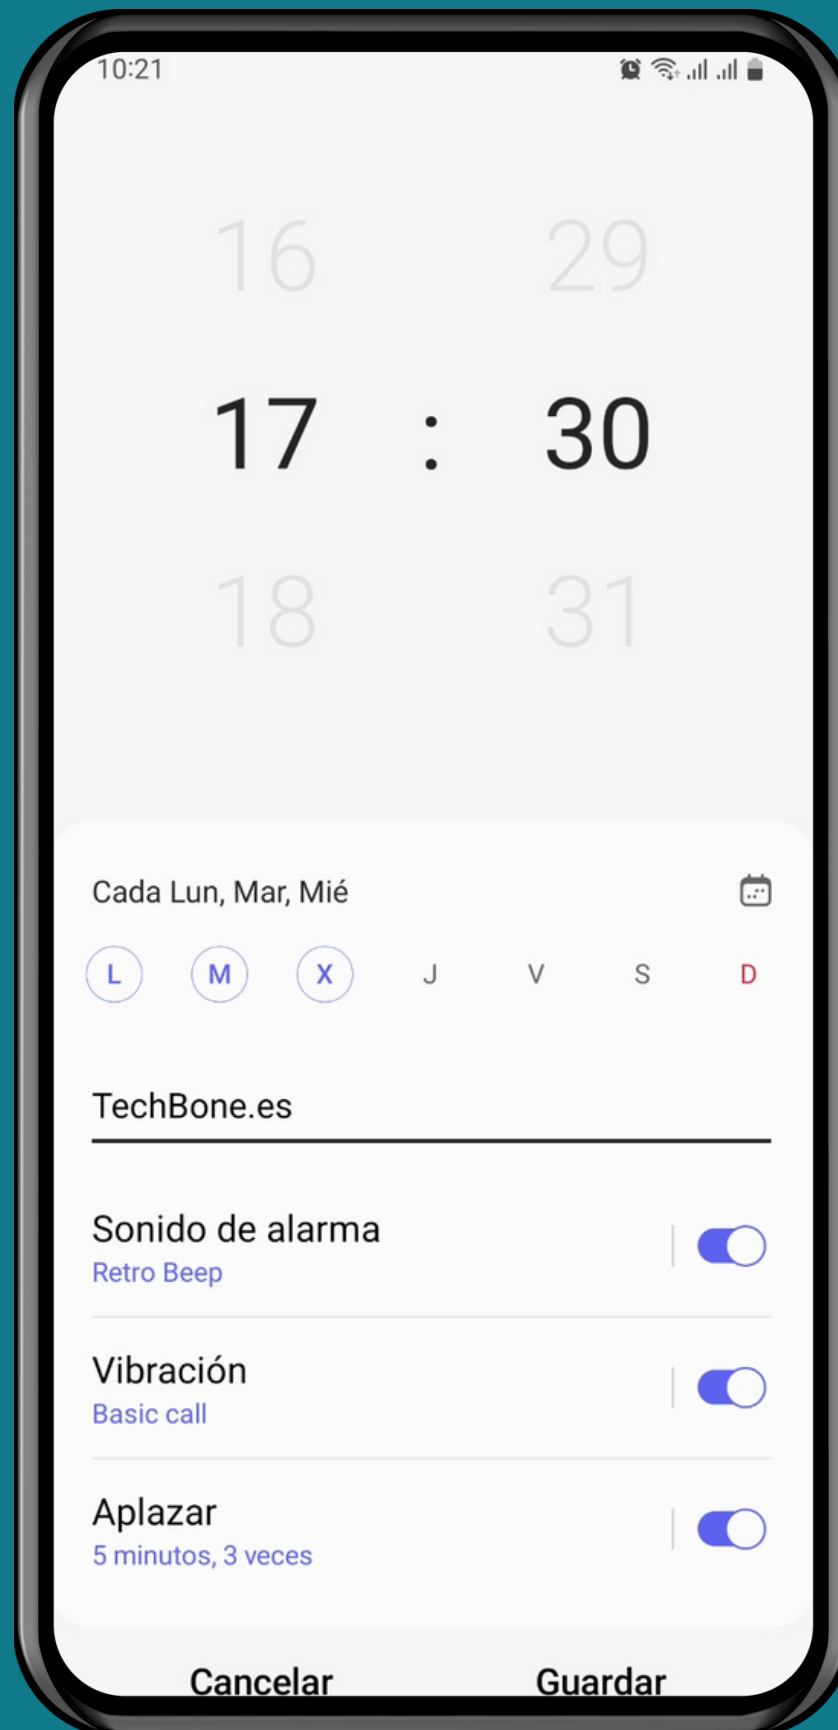 10:21
16 29
17 : 30
18 31
Cada Lun, Mar, Mié
L M X J V S D
TechBone.es
Sonido de alarma
Retro Beep
Vibración
Basic call
Aplazar
5 minutos, 3 veces
Cancelar Guardar